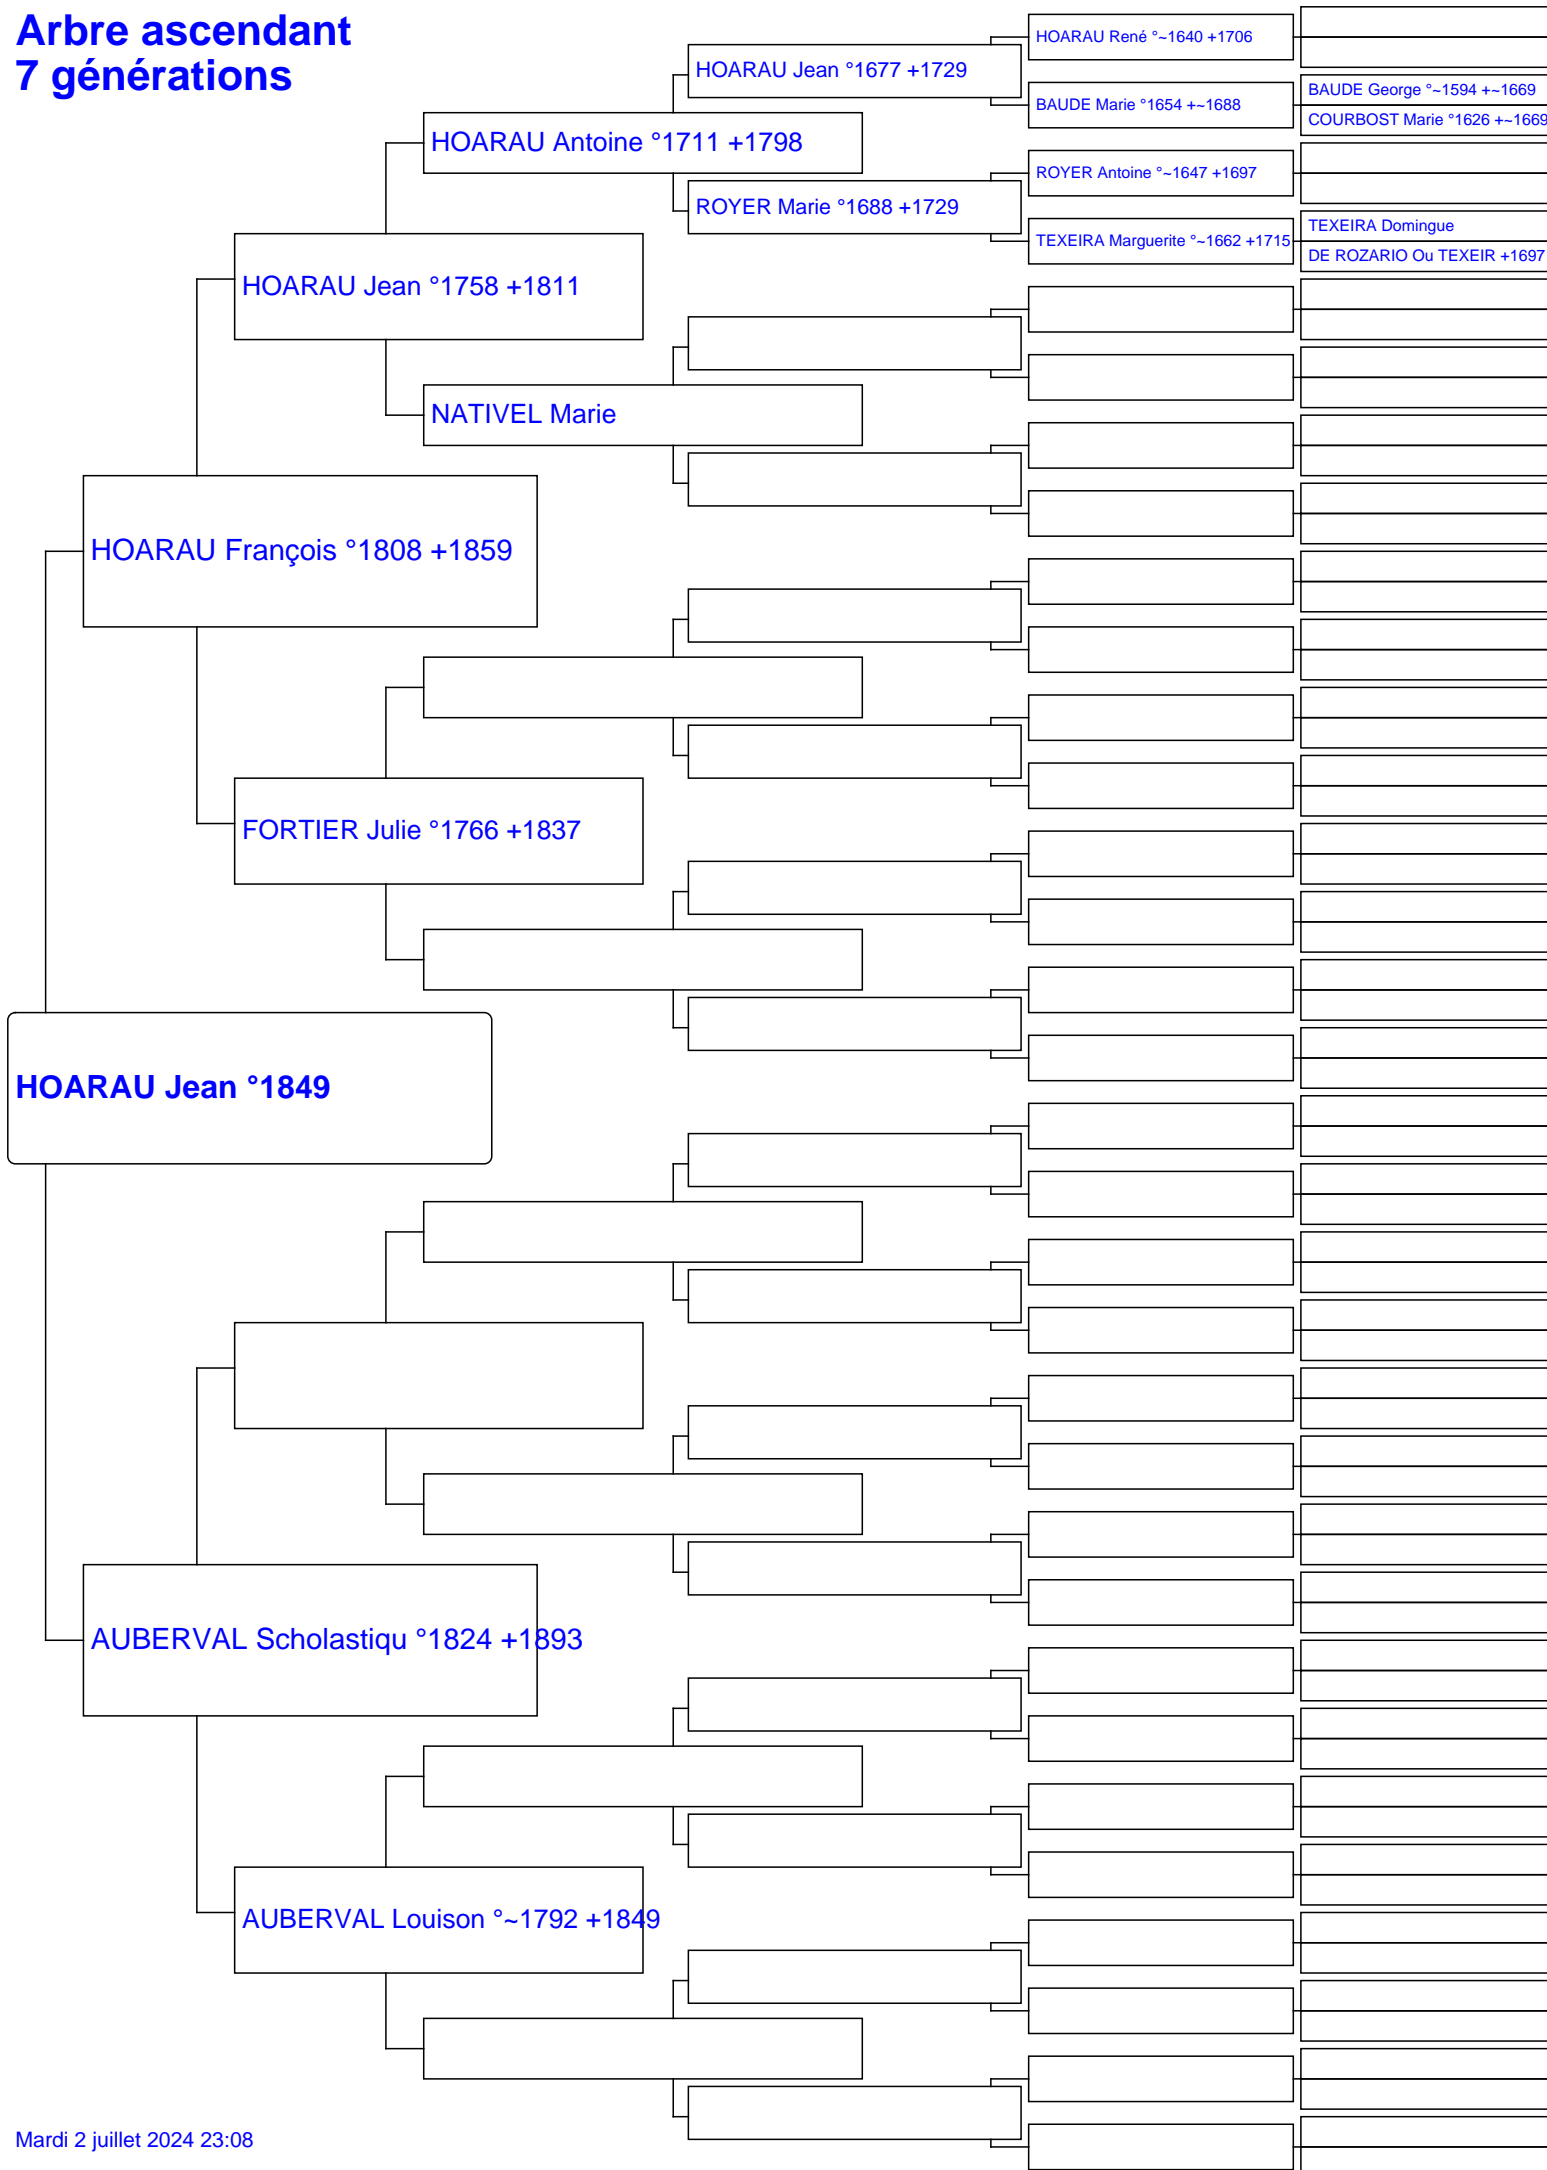 Arbre ascendant
7 générations
HOARAU René °~1640 +1706
HOARAU Jean °1677 +1729
BAUDE George °~1594 +~1669
BAUDE Marie °1654 +~1688
COURBOST Marie °1626 +~1669
HOARAU Antoine °1711 +1798
ROYER Antoine °~1647 +1697
ROYER Marie °1688 +1729
TEXEIRA Domingue
TEXEIRA Marguerite °~1662 +1715
DE ROZARIO Ou TEXEIR +1697
HOARAU Jean °1758 +1811
NATIVEL Marie
HOARAU François °1808 +1859
FORTIER Julie °1766 +1837
HOARAU Jean °1849
AUBERVAL Scholastiqu °1824 +1893
AUBERVAL Louison °~1792 +1849
Mardi 2 juillet 2024 23:08